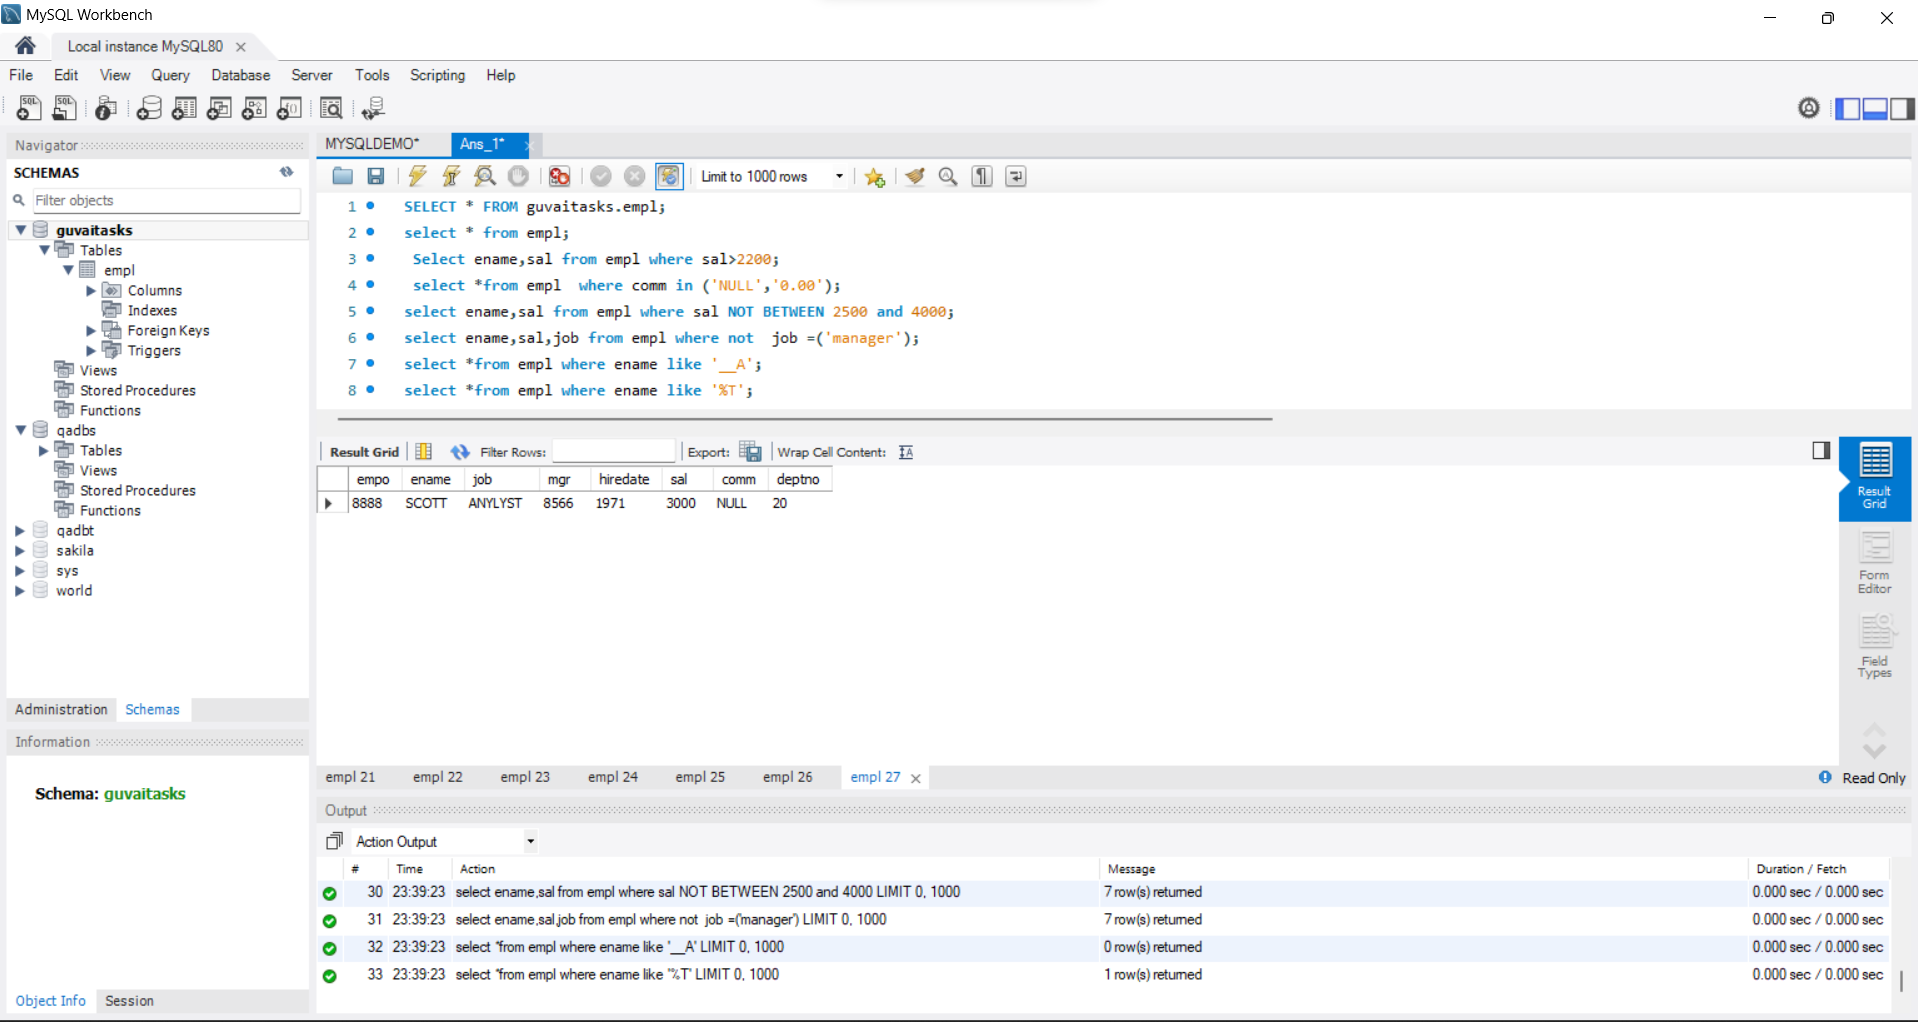 MySQL Workbench
Local instance MySQL80
File Edit View Query Database Server Tools Scripting Help
Navigator
SCHEMAS
Filter objects
guvaitasks
Tables
empl
Columns
Indexes
Foreign Keys
Triggers
Views
Stored Procedures
Functions
qadbs
Tables
Views
Stored Procedures
Functions
qadbt
sakila
sys
world
Administration Schemas
Information
Schema: guvaitasks
Object Info Session
MYSQLDEMO* Ans_1*
Limit to 1000 rows
1 SELECT * FROM guvaitasks.empl;
2 select * from empl;
3 Select ename,sal from empl where sal>2200;
4 select *from empl where comm in ('NULL','0.00');
5 select ename,sal from empl where sal NOT BETWEEN 2500 and 4000;
6 select ename,sal,job from empl where not job =('manager');
7 select *from empl where ename like '__A';
8 select *from empl where ename like '%T';
Result Grid Filter Rows: Export: Wrap Cell Content:
empo ename job mgr hiredate sal comm deptno
8888 SCOTT ANYLYST 8566 1971 3000 NULL 20
Result Grid
Form Editor
Field Types
empl 21 empl 22 empl 23 empl 24 empl 25 empl 26 empl 27 Read Only
Output
Action Output
# Time Action Message Duration / Fetch
30 23:39:23 select ename,sal from empl where sal NOT BETWEEN 2500 and 4000 LIMIT 0, 1000 7 row(s) returned 0.000 sec / 0.000 sec
31 23:39:23 select ename,sal,job from empl where not job =('manager') LIMIT 0, 1000 7 row(s) returned 0.000 sec / 0.000 sec
32 23:39:23 select *from empl where ename like '__A' LIMIT 0, 1000 0 row(s) returned 0.000 sec / 0.000 sec
33 23:39:23 select *from empl where ename like '%T' LIMIT 0, 1000 1 row(s) returned 0.000 sec / 0.000 sec